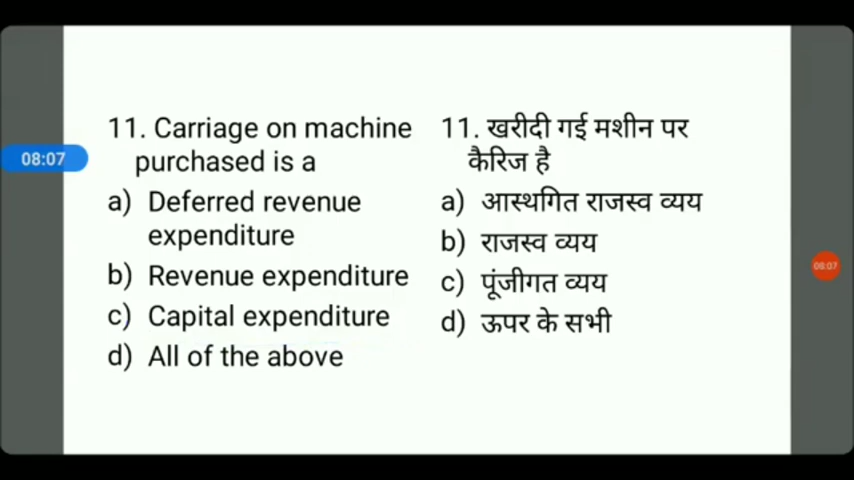 11. Carriage on machine
purchased is a
a) Deferred revenue
expenditure
b) Revenue expenditure
c) Capital expenditure
d) All of the above
11. खरीदी गई मशीन पर
कैरिज है
a) आस्थगित राजस्व व्यय
b) राजस्व व्यय
c) पूंजीगत व्यय
d) ऊपर के सभी
08:07
08:07